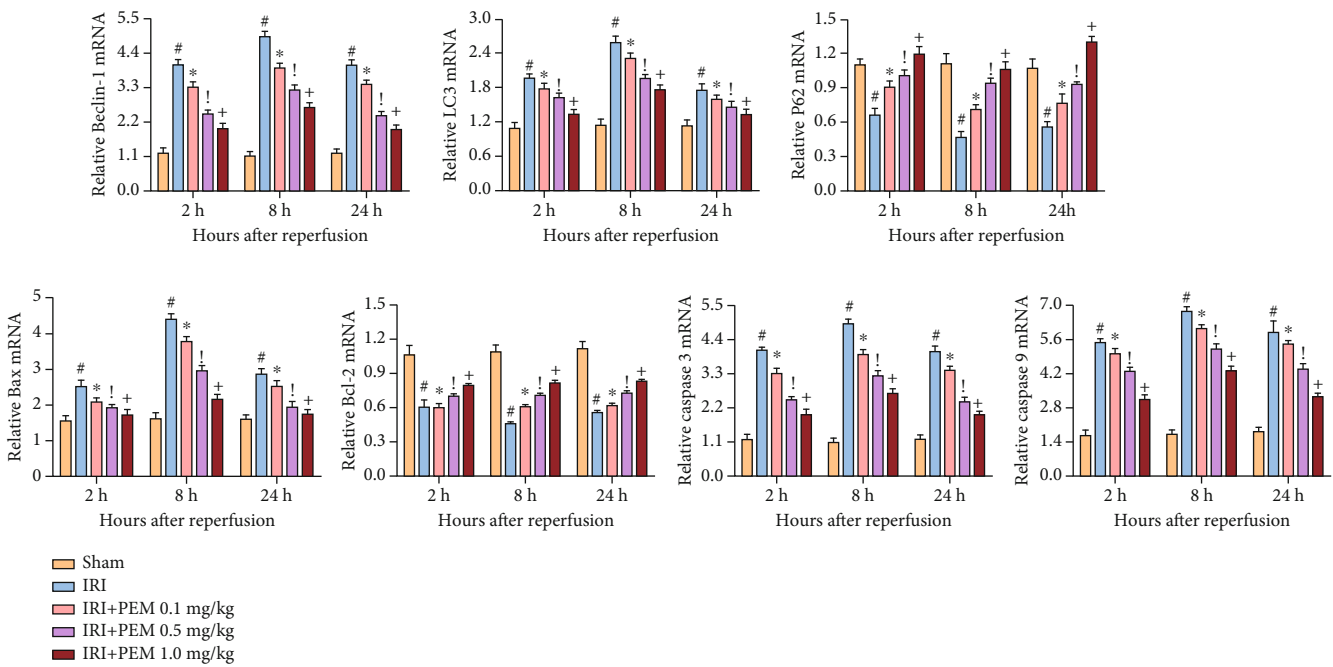 Relative Beclin-1 mRNA
5.5
4.4
3.3
2.2
1.1
0.0
# * ! +
# * ! +
# * ! +
2 h 8 h 24 h
Hours after reperfusion
Relative LC3 mRNA
3.0
2.4
1.8
1.2
0.6
0.0
# * ! +
# * ! +
# * ! +
2 h 8 h 24 h
Hours after reperfusion
Relative P62 mRNA
1.5
1.2
0.9
0.6
0.3
0.0
# * ! +
# * ! +
# * ! +
2 h 8 h 24h
Hours after reperfusion
Relative Bax mRNA
5
4
3
2
1
0
# * ! +
# * ! +
# * ! +
2 h 8 h 24 h
Hours after reperfusion
Relative Bcl-2 mRNA
1.5
1.2
0.9
0.6
0.3
0.0
# * ! +
# * ! +
# * ! +
2 h 8 h 24 h
Hours after reperfusion
Relative caspase 3 mRNA
5.5
4.4
3.3
2.2
1.1
0.0
# * ! +
# * ! +
# * ! +
2 h 8 h 24 h
Hours after reperfusion
Relative caspase 9 mRNA
7.0
5.6
4.2
2.8
1.4
0.0
# * ! +
# * ! +
# * ! +
2 h 8 h 24 h
Hours after reperfusion
Sham
IRI
IRI+PEM 0.1 mg/kg
IRI+PEM 0.5 mg/kg
IRI+PEM 1.0 mg/kg